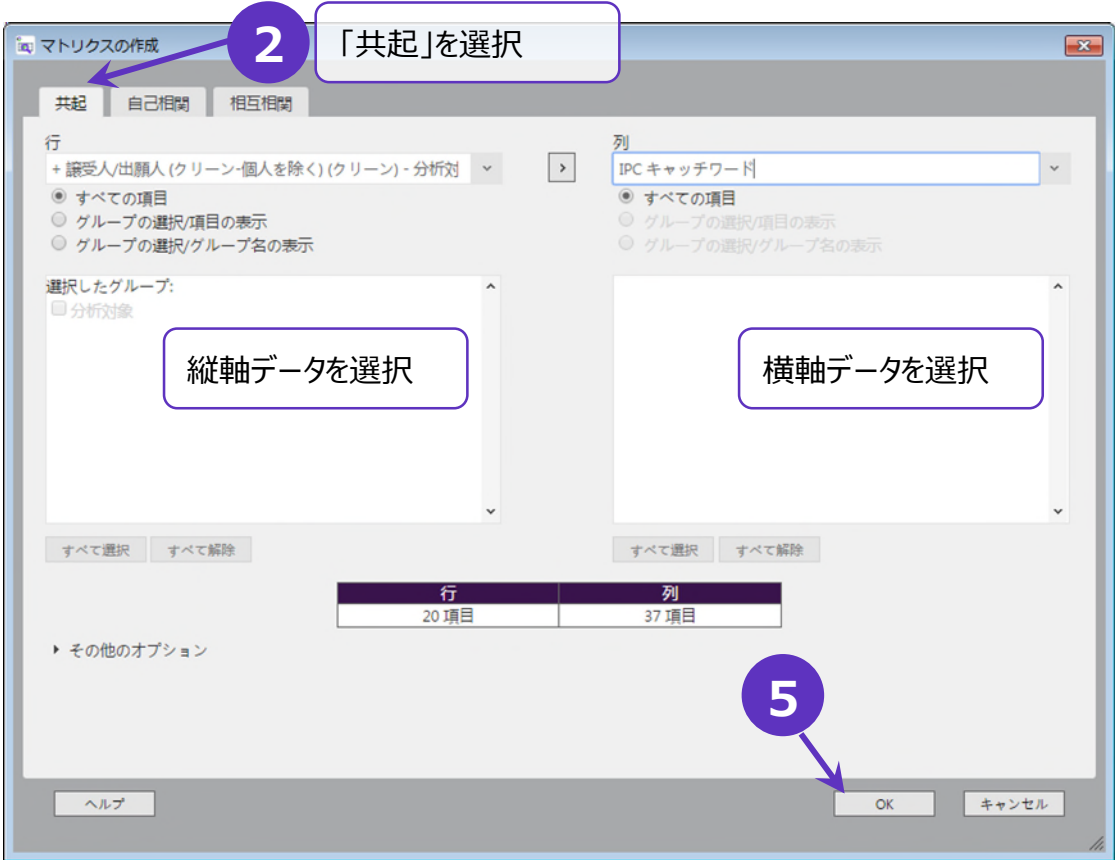 2
「共起」を選択
マトリクスの作成
共起 自己相関 相互相関
行
+ 譲受人/出願人 (クリーン-個人を除く) (クリーン) - 分析対
>
列
IPC キャッチワード
すべての項目
グループの選択/項目の表示
グループの選択/グループ名の表示
すべての項目
グループの選択/項目の表示
グループの選択/グループ名の表示
選択したグループ:
分析対象
縦軸データを選択
横軸データを選択
すべて選択 すべて解除
すべて選択 すべて解除
行 列
20 項目 37 項目
その他のオプション
5
ヘルプ
OK
キャンセル